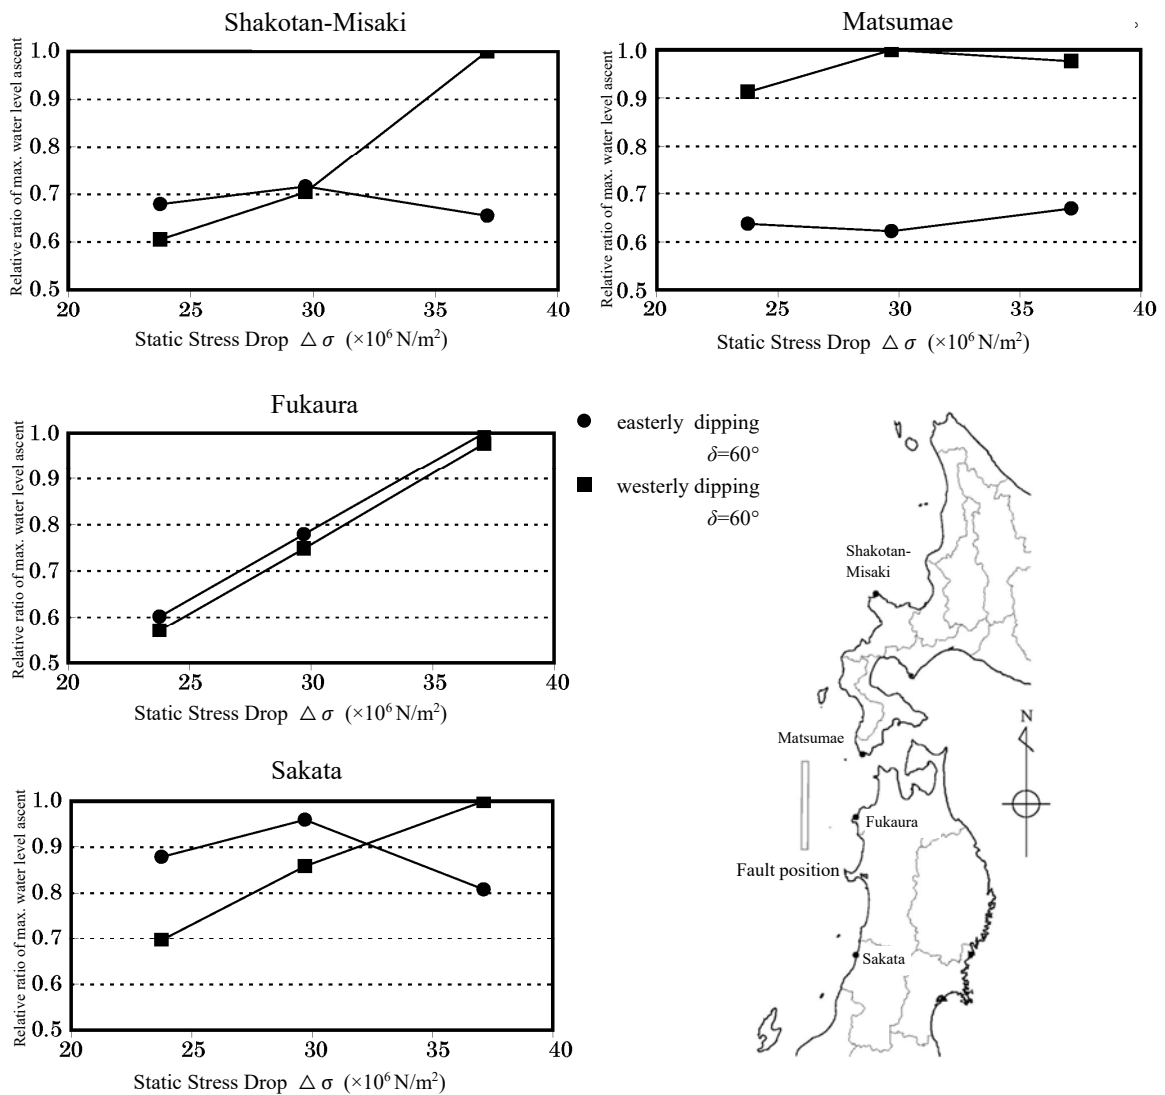 Shakotan-Misaki
Relative ratio of max. water level ascent
1.0
0.9
0.8
0.7
0.6
0.5
20 25 30 35 40
Static Stress Drop △σ (×10⁶ N/m²)
Matsumae
Relative ratio of max. water level ascent
1.0
0.9
0.8
0.7
0.6
0.5
20 25 30 35 40
Static Stress Drop △σ (×10⁶ N/m²)
Fukaura
Relative ratio of max. water level ascent
1.0
0.9
0.8
0.7
0.6
0.5
20 25 30 35 40
Static Stress Drop △σ (×10⁶ N/m²)
easterly dipping
δ=60°
westerly dipping
δ=60°
Sakata
Relative ratio of max. water level ascent
1.0
0.9
0.8
0.7
0.6
0.5
20 25 30 35 40
Static Stress Drop △σ (×10⁶ N/m²)
Shakotan-
Misaki
N
Matsumae
Fukaura
Fault position
Sakata